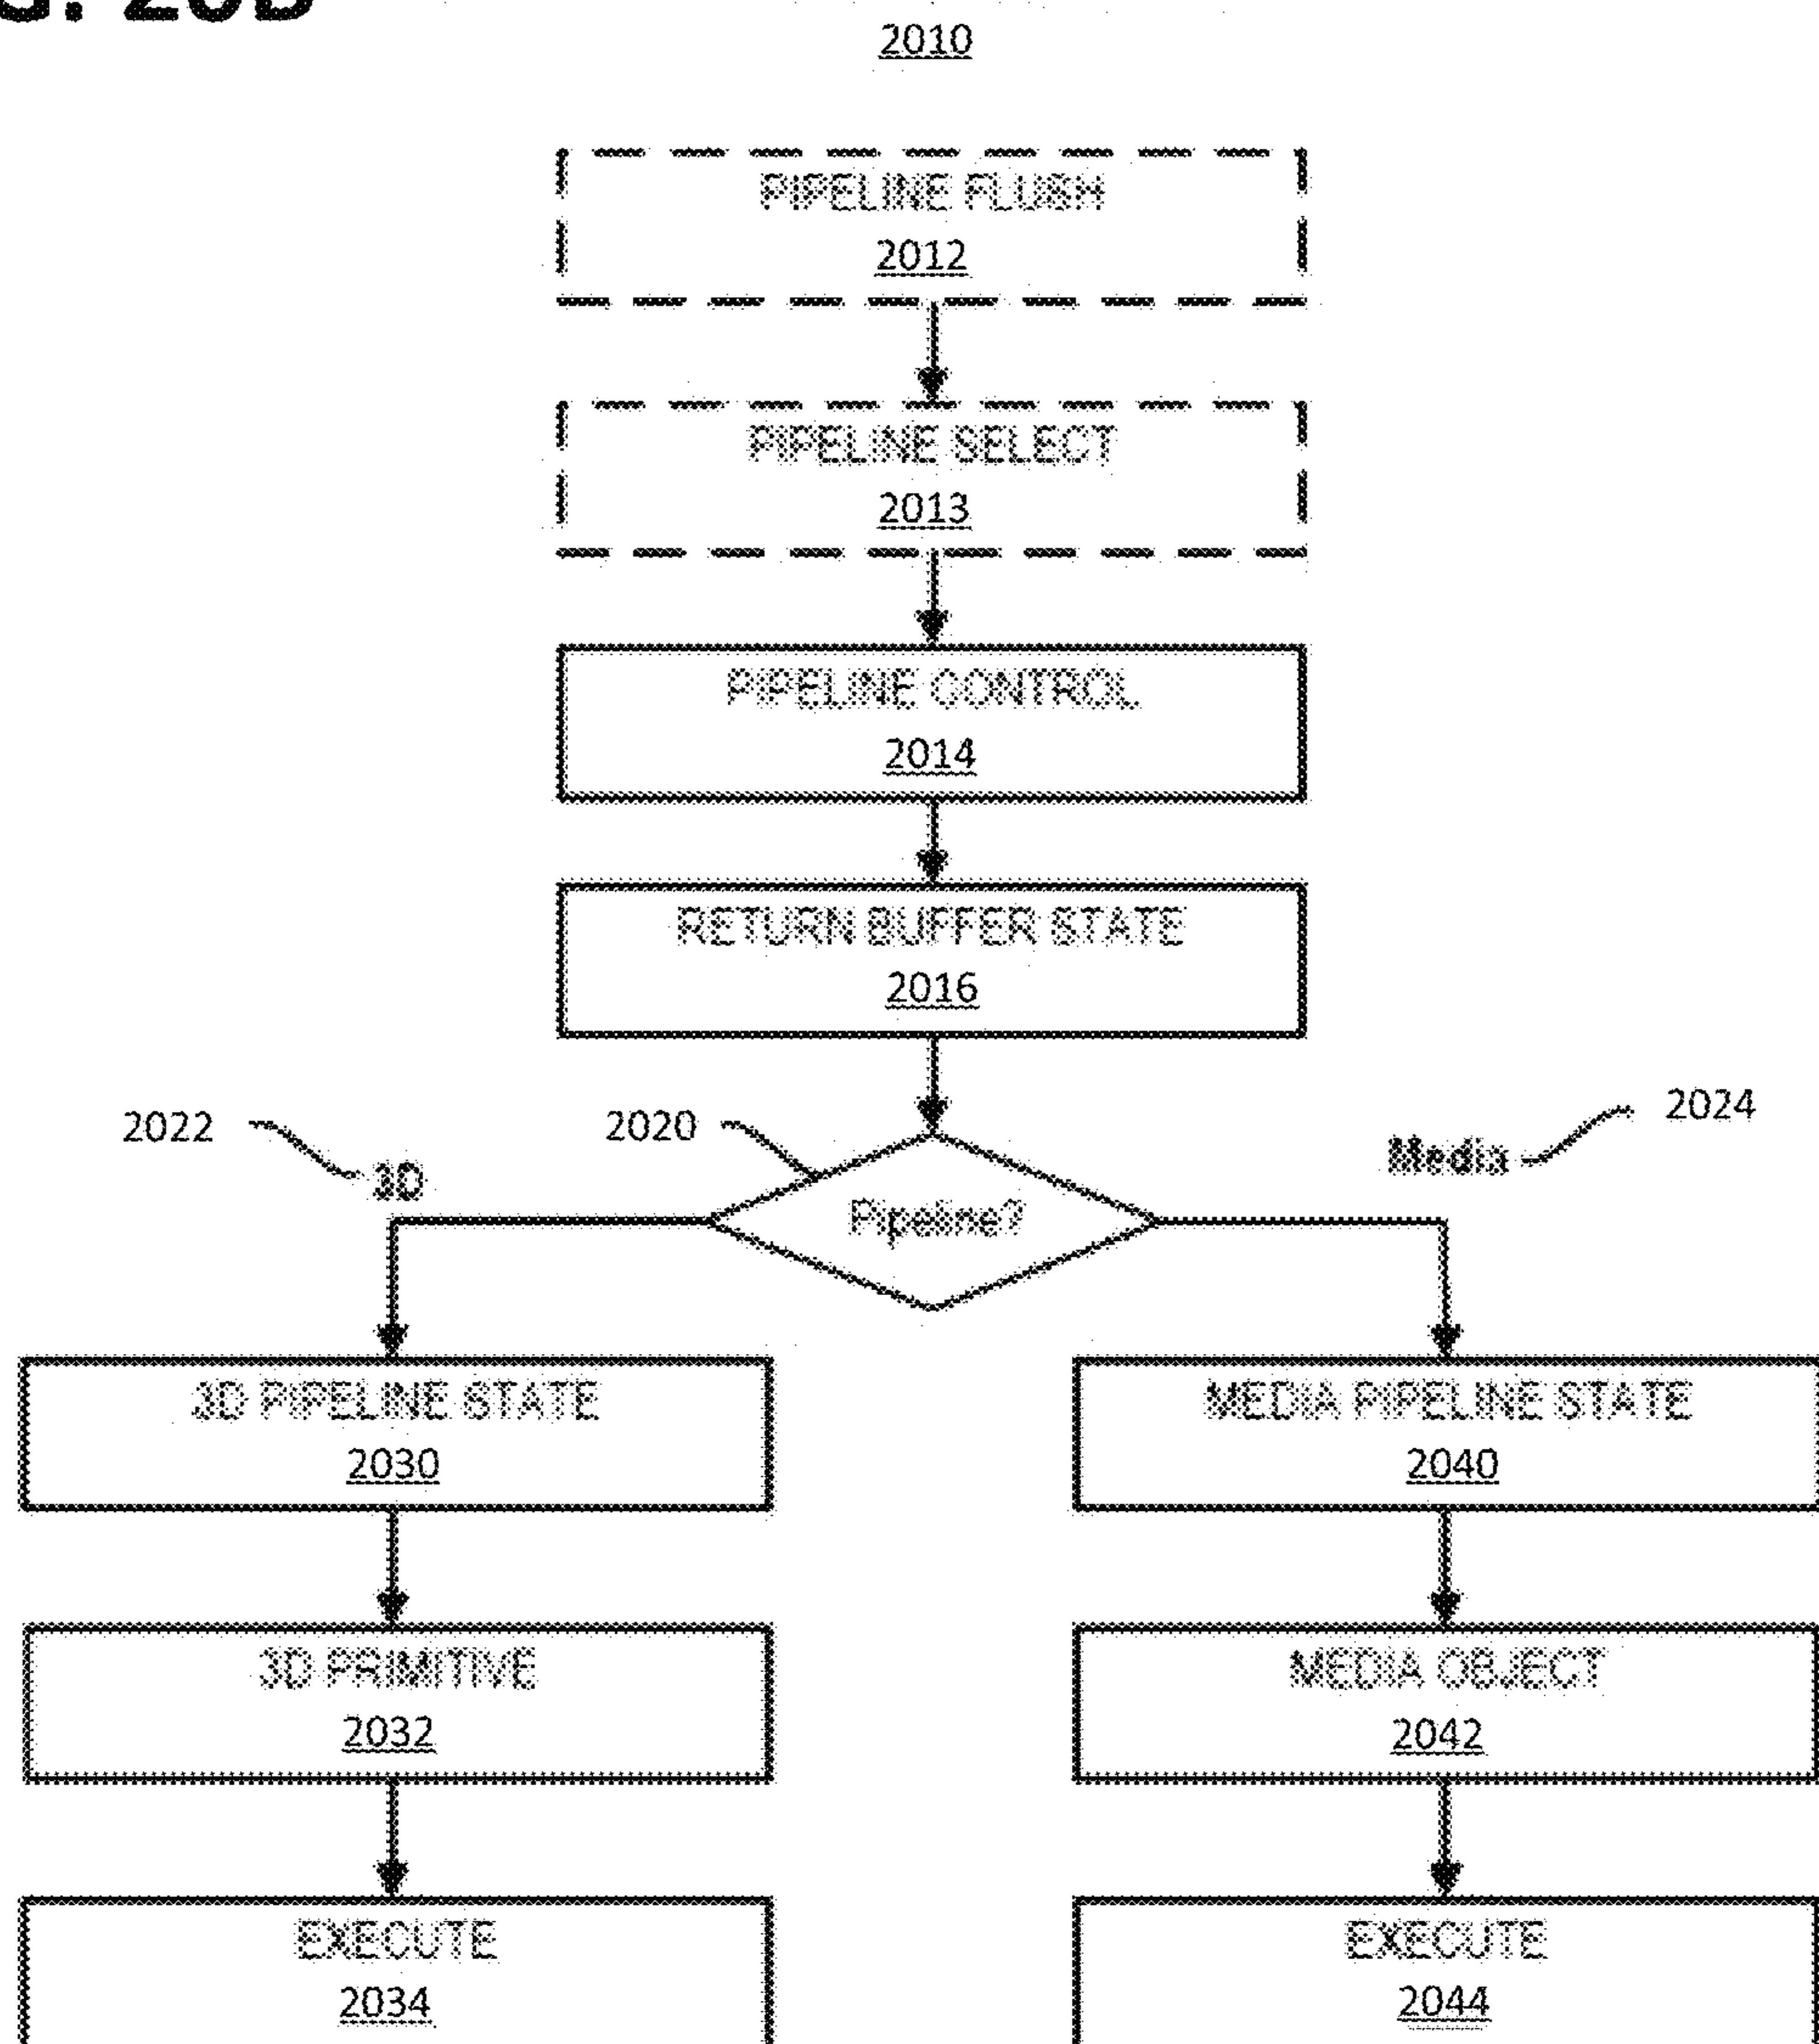 2010
PIPELINE FLUSH
2012
PIPELINE SELECT
2013
PIPELINE CONTROL
2014
RETURN BUFFER STATE
2016
2022
2020
2024
3D
Media
Pipeline?
3D PIPELINE STATE
2030
MEDIA PIPELINE STATE
2040
3D PRIMITIVE
2032
MEDIA OBJECT
2042
EXECUTE
2034
EXECUTE
2044